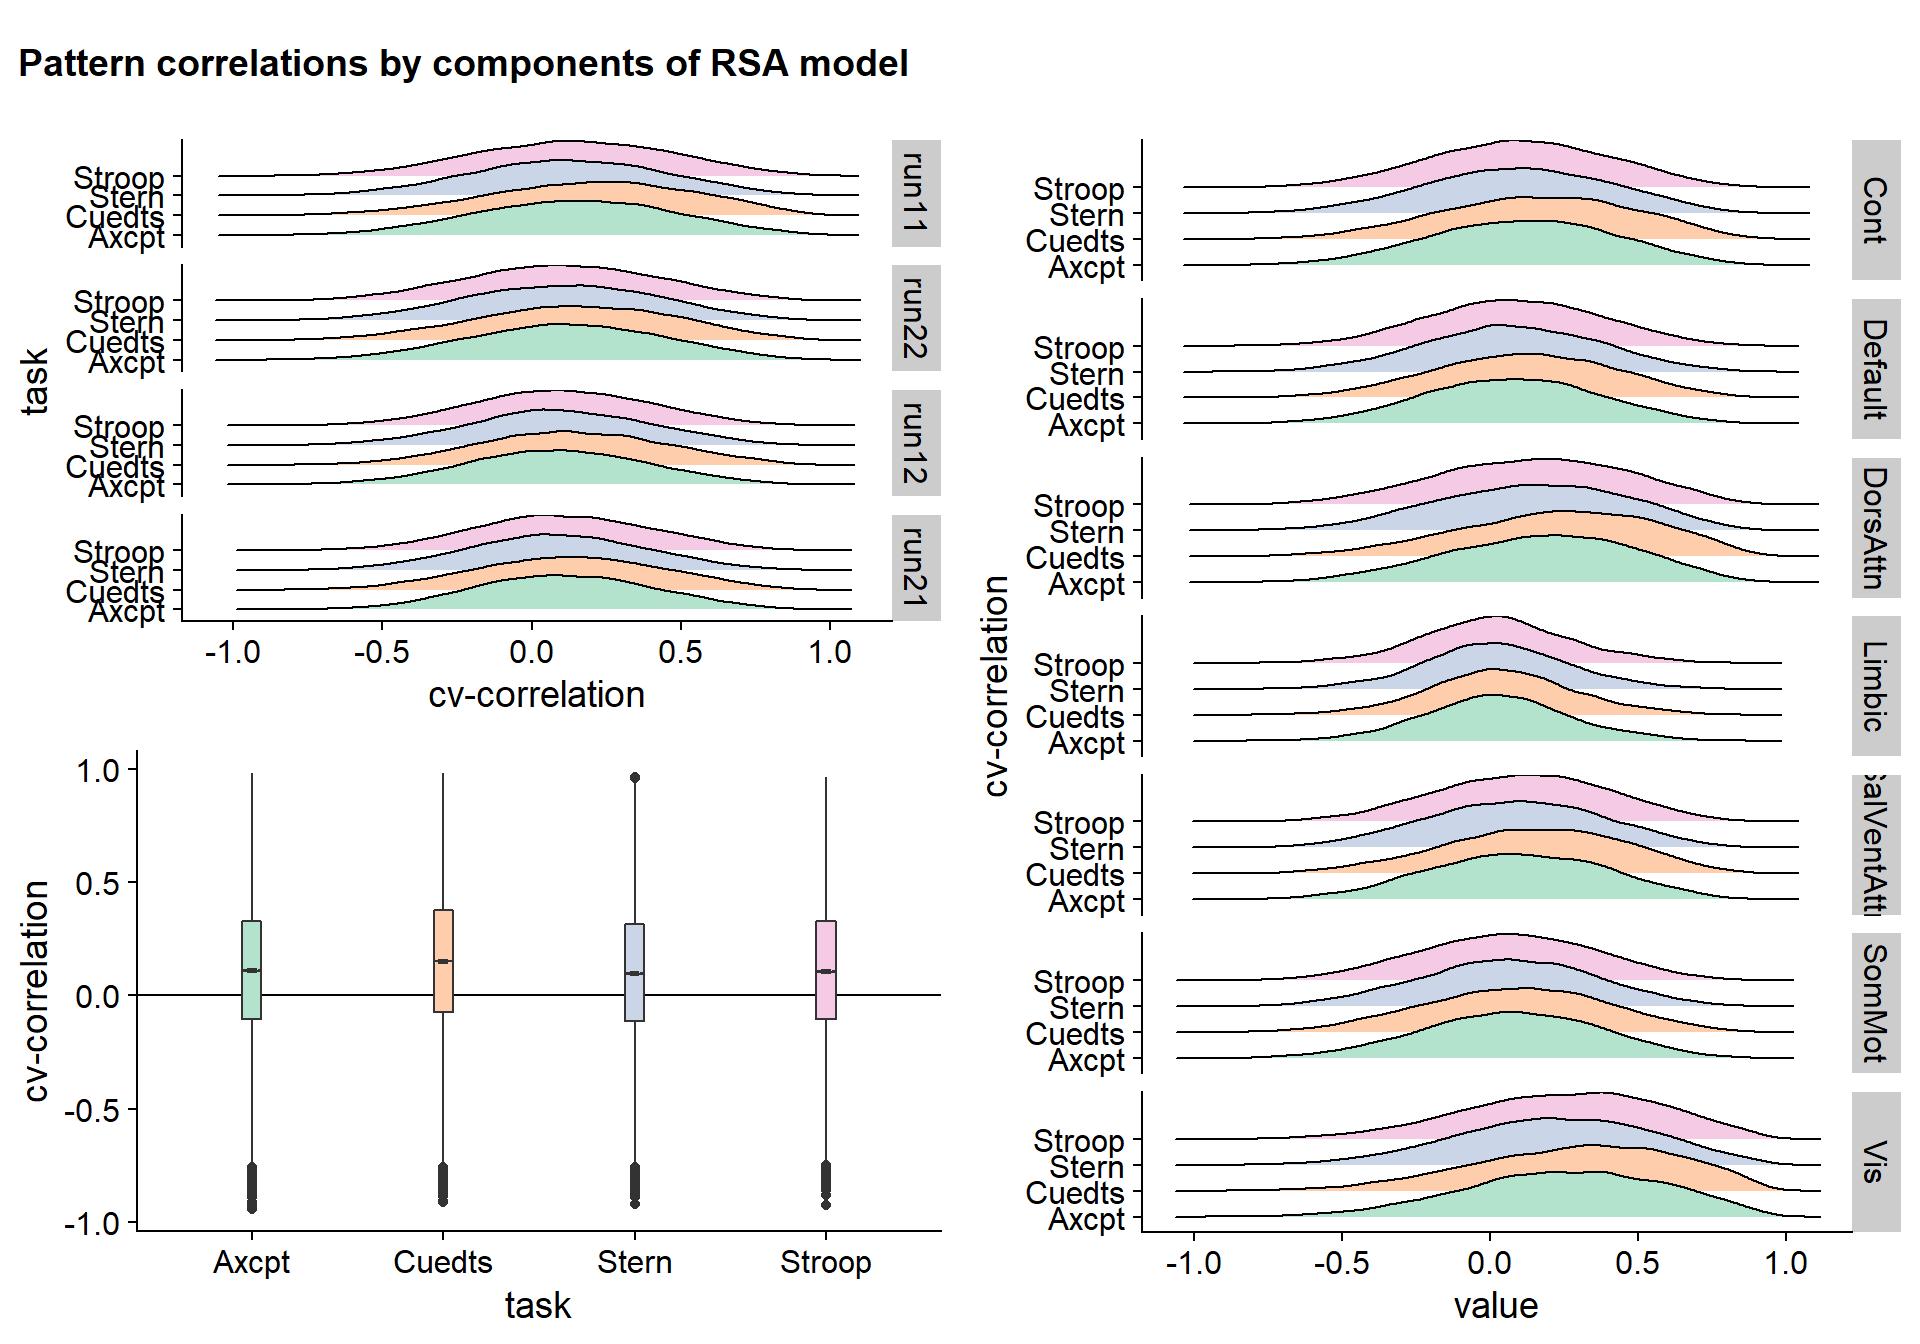 Pattern correlations by components of RSA model
task
Stroop
Stern
Cuedts
Axcpt
run11
Stroop
Stern
Cuedts
Axcpt
run22
Stroop
Stern
Cuedts
Axcpt
run12
Stroop
Stern
Cuedts
Axcpt
run21
-1.0 -0.5 0.0 0.5 1.0
cv-correlation
cv-correlation
1.0
0.5
0.0
-0.5
-1.0
Axcpt Cuedts Stern Stroop
task
cv-correlation
Stroop
Stern
Cuedts
Axcpt
Cont
Stroop
Stern
Cuedts
Axcpt
Default
Stroop
Stern
Cuedts
Axcpt
DorsAttn
Stroop
Stern
Cuedts
Axcpt
Limbic
Stroop
Stern
Cuedts
Axcpt
SalVentAttn
Stroop
Stern
Cuedts
Axcpt
SomMot
Stroop
Stern
Cuedts
Axcpt
Vis
-1.0 -0.5 0.0 0.5 1.0
value